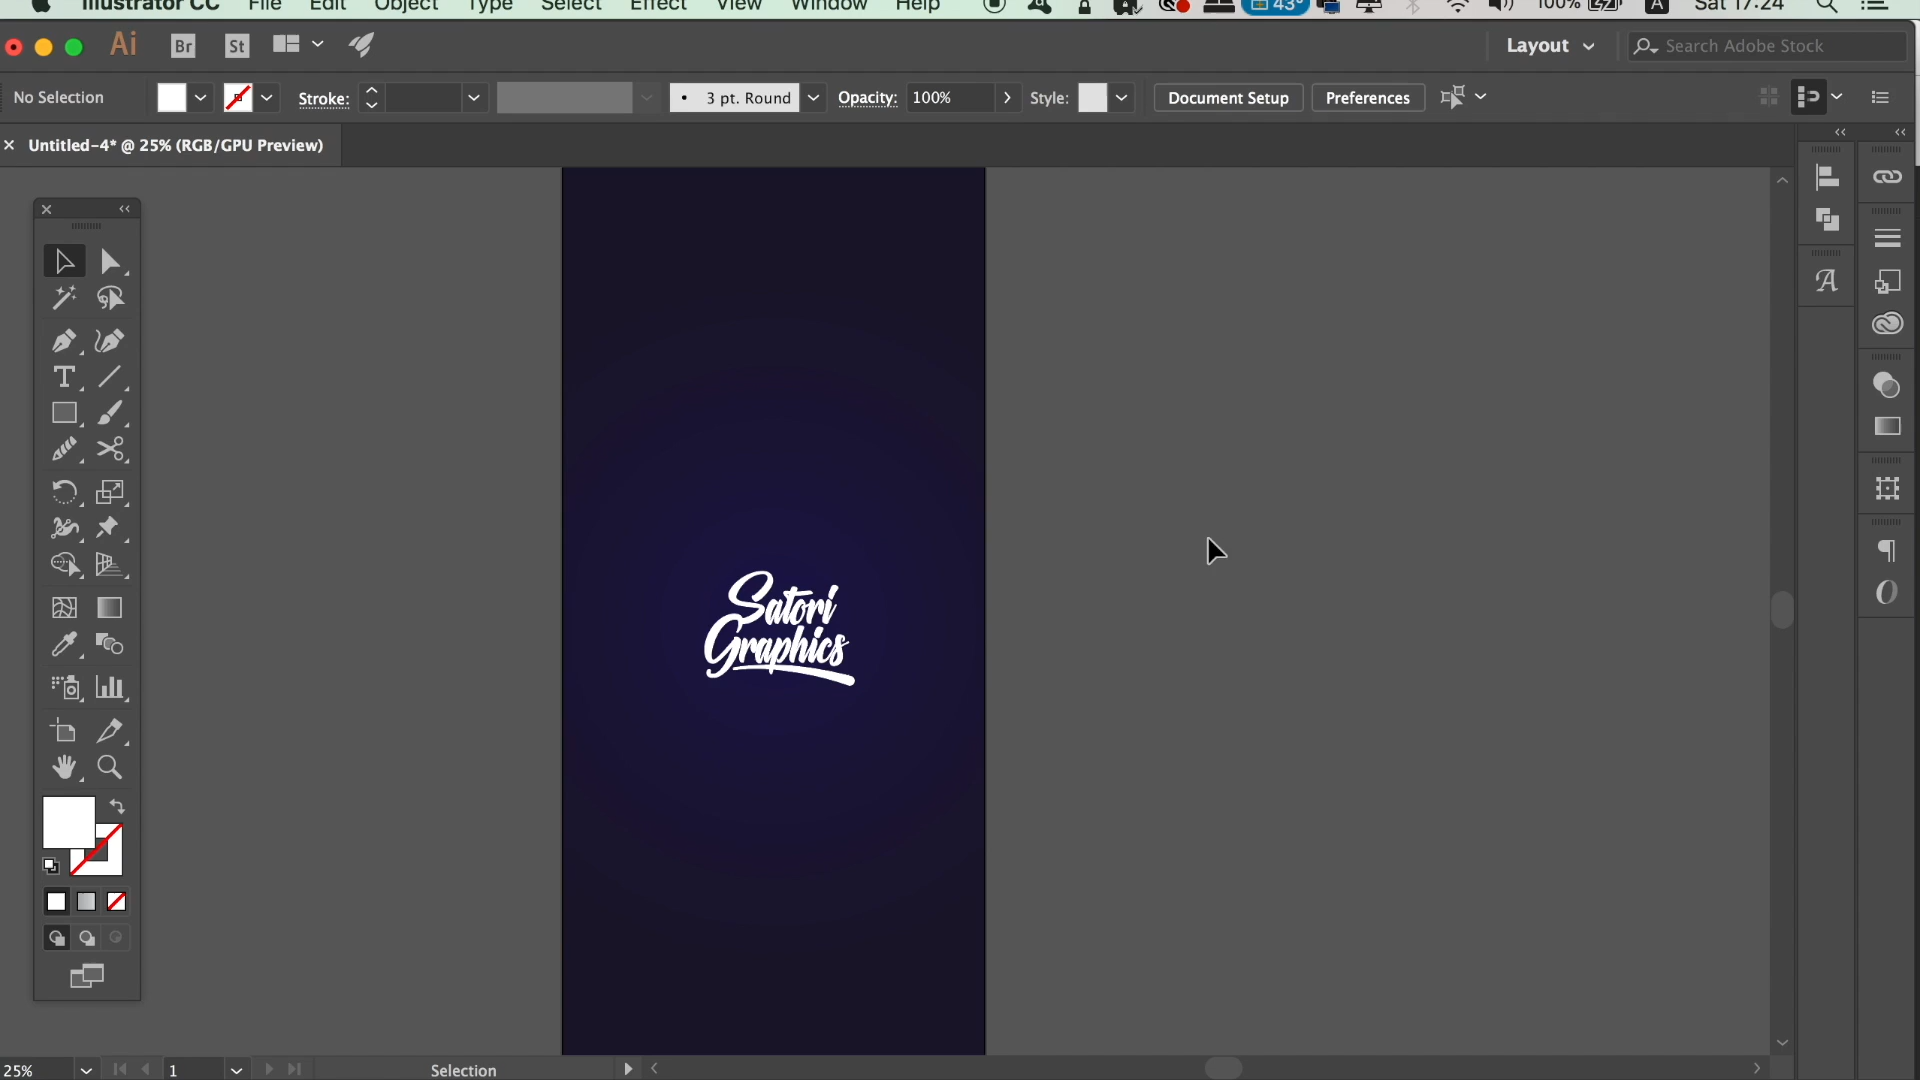 Illustrator CC File Edit Object Type Select Effect View Window Help 43° 100% A Sat 17:24
Ai Br St Layout Search Adobe Stock
No Selection Stroke: 3 pt. Round Opacity: 100% Style: Document Setup Preferences
Untitled-4* @ 25% (RGB/GPU Preview)
Satori
Graphics
25% 1 Selection